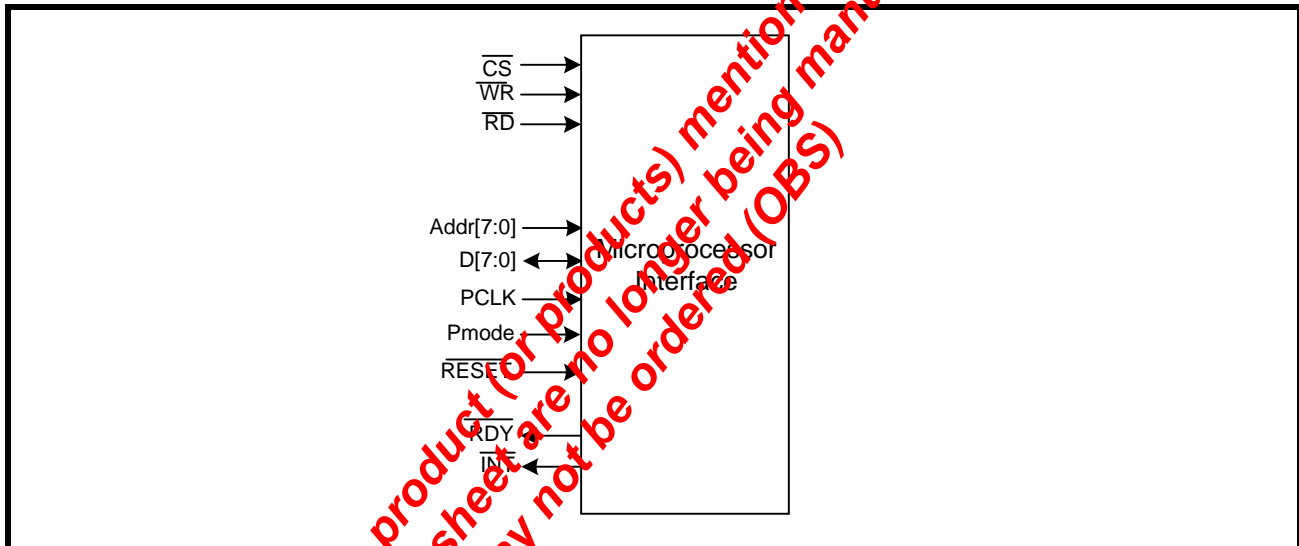 CS
WR
RD
Addr[7:0]
D[7:0]
PCLK
Pmode
RESET
RDY
INT
Microprocessor
Interface
product (or products) mention
sheet are no longer being man
ay not be ordered (OBS)